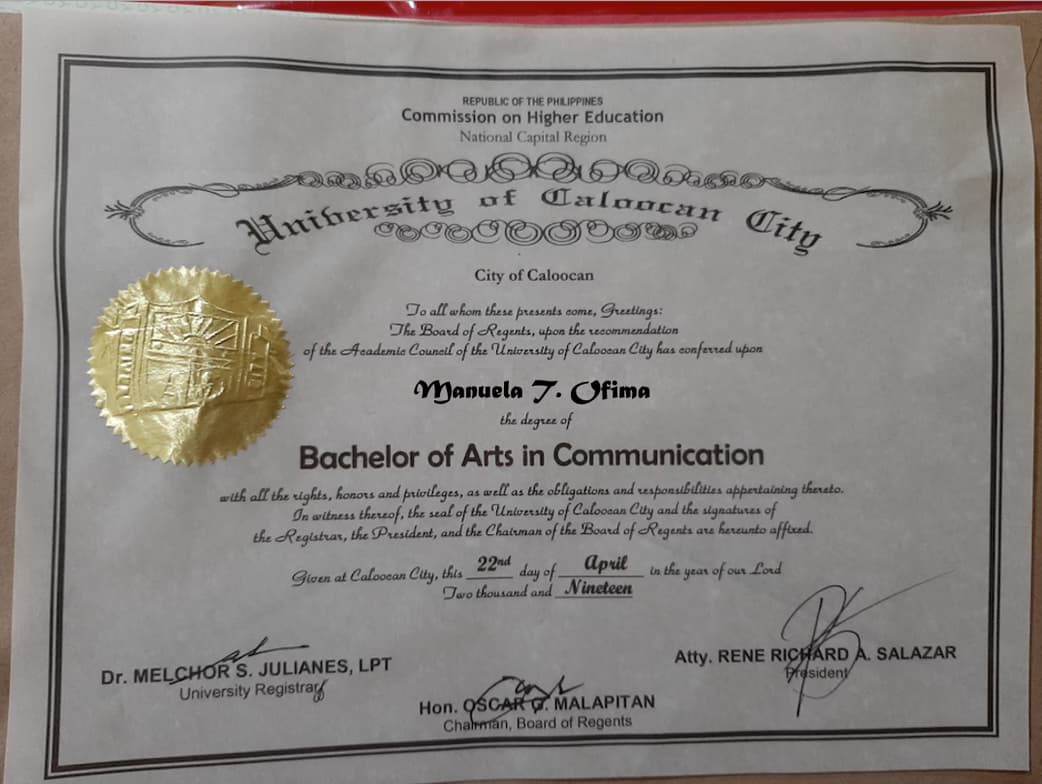 REPUBLIC OF THE PHILIPPINES
Commission on Higher Education
National Capital Region
University of Caloocan City
City of Caloocan
To all whom these presents come, Greetings:
The Board of Regents, upon the recommendation
of the Academic Council of the University of Caloocan City has conferred upon
Manuela T. Ofima
the degree of
Bachelor of Arts in Communication
with all the rights, honors and privileges, as well as the obligations and responsibilities appertaining thereto.
In witness thereof, the seal of the University of Caloocan City and the signatures of
the Registrar, the President, and the Chairman of the Board of Regents are hereunto affixed.
Given at Caloocan City, this 22nd day of April in the year of our Lord
Two thousand and Nineteen
Dr. MELCHOR S. JULIANES, LPT
University Registrar
Atty. RENE RICHARD A. SALAZAR
President
Hon. OSCAR G. MALAPITAN
Chairman, Board of Regents